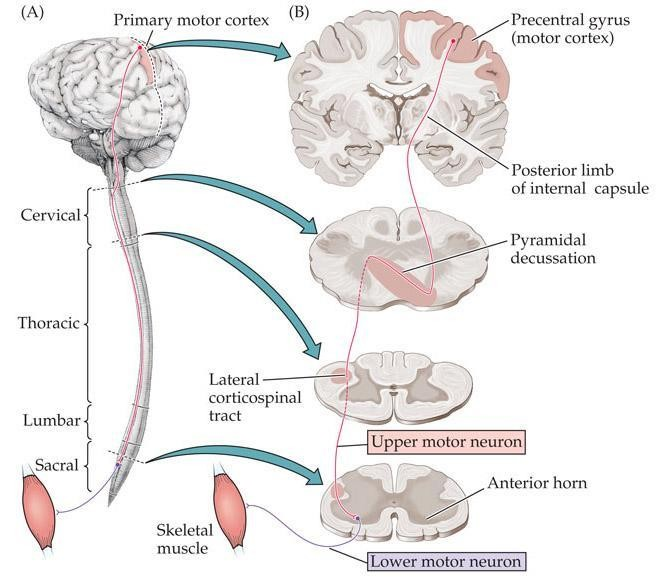 (A)
Primary motor cortex
(B)
Precentral gyrus
(motor cortex)
Posterior limb
of internal capsule
Cervical
Pyramidal
decussation
Thoracic
Lateral
corticospinal
tract
Lumbar
Upper motor neuron
Sacral
Anterior horn
Skeletal
muscle
Lower motor neuron